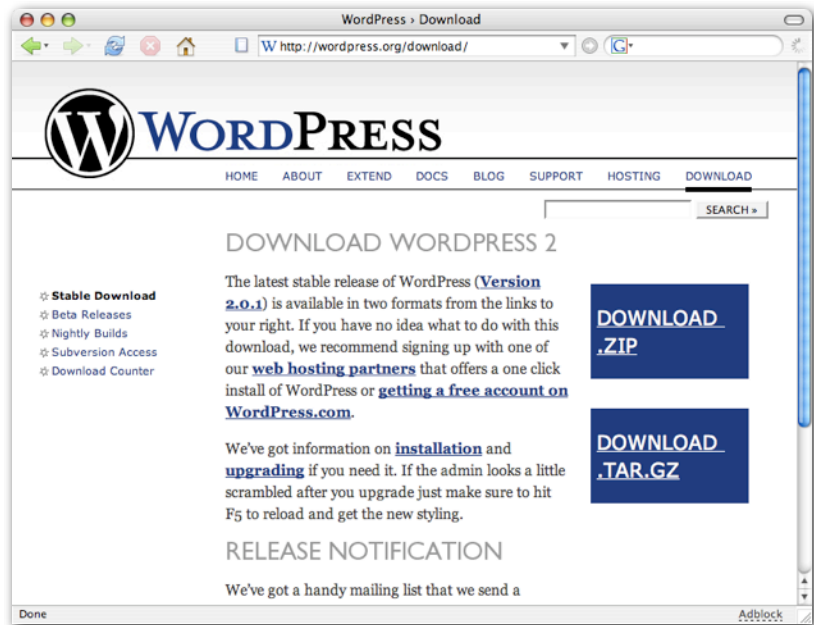 WordPress › Download
http://wordpress.org/download/
WORDPRESS
HOME ABOUT EXTEND DOCS BLOG SUPPORT HOSTING DOWNLOAD
SEARCH »
Stable Download
Beta Releases
Nightly Builds
Subversion Access
Download Counter
DOWNLOAD WORDPRESS 2
The latest stable release of WordPress (Version
2.0.1) is available in two formats from the links to
your right. If you have no idea what to do with this
download, we recommend signing up with one of
our web hosting partners that offers a one click
install of WordPress or getting a free account on
WordPress.com.
We've got information on installation and
upgrading if you need it. If the admin looks a little
scrambled after you upgrade just make sure to hit
F5 to reload and get the new styling.
RELEASE NOTIFICATION
We've got a handy mailing list that we send a
DOWNLOAD
.ZIP
DOWNLOAD
.TAR.GZ
Done
Adblock